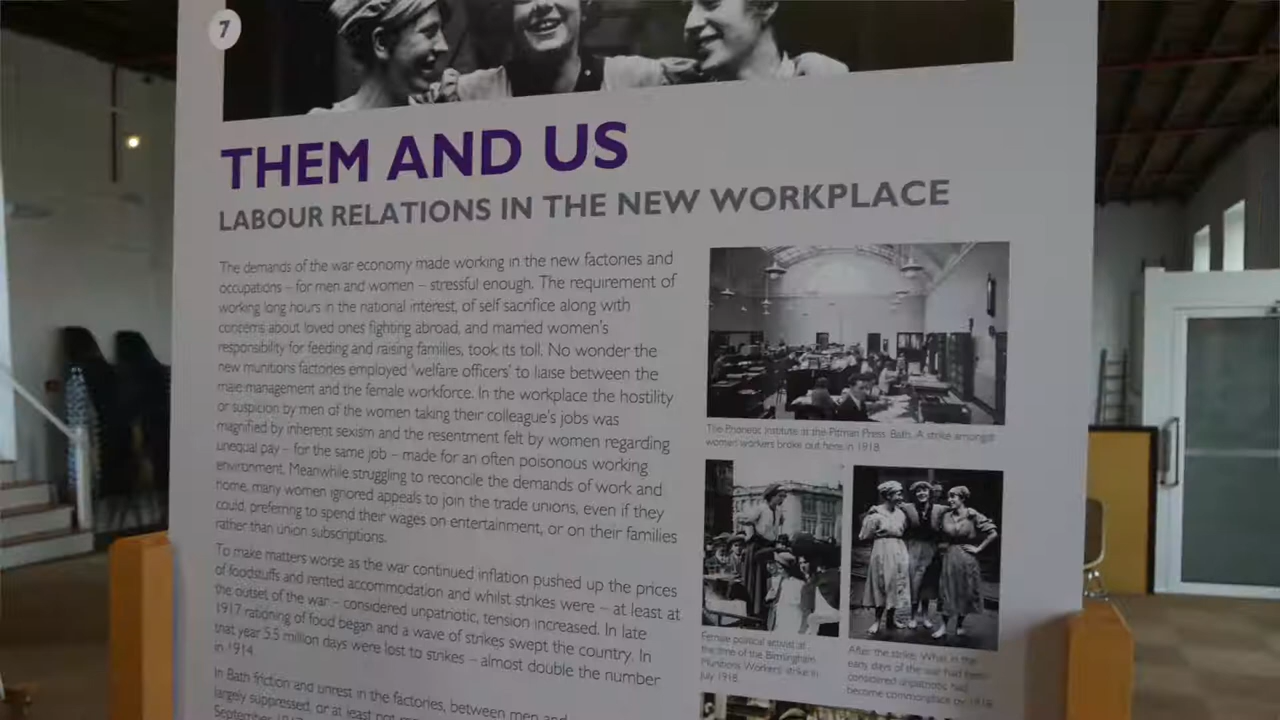 7
THEM AND US
LABOUR RELATIONS IN THE NEW WORKPLACE
The demands of the war economy made working in the new factories and
occupations – for men and women – stressful enough. The requirement of
working long hours in the national interest, of self sacrifice along with
concerns about loved ones fighting abroad, and married women's
responsibility for feeding and raising families, took its toll. No wonder the
new munitions factories employed 'welfare officers' to liaise between the
male management and the female workforce. In the workplace the hostility
or suspicion by men of the women taking their colleague's jobs was
magnified by inherent sexism and the resentment felt by women regarding
unequal pay – for the same job – made for an often poisonous working
environment. Meanwhile struggling to reconcile the demands of work and
home, many women ignored appeals to join the trade unions, even if they
could, preferring to spend their wages on entertainment, or on their families
rather than union subscriptions.
To make matters worse as the war continued inflation pushed up the prices
of foodstuffs and rented accommodation and whilst strikes were – at least at
the outset of the war – considered unpatriotic, tension increased. In late
1917 rationing of food began and a wave of strikes swept the country. In
that year 5.5 million days were lost to strikes – almost double the number
in 1914.
In Bath friction and unrest in the factories, between men and
largely suppressed, or at least not
September
The Phonetic Institute at the Pitman Press, Bath. A strike amongst
women workers broke out here in 1918.
Female political activist at
the time of the Birmingham
Munitions Workers' strike in
July 1918.
After the strike. What in the
early days of the war had been
considered unpatriotic had
become commonplace by 1918.